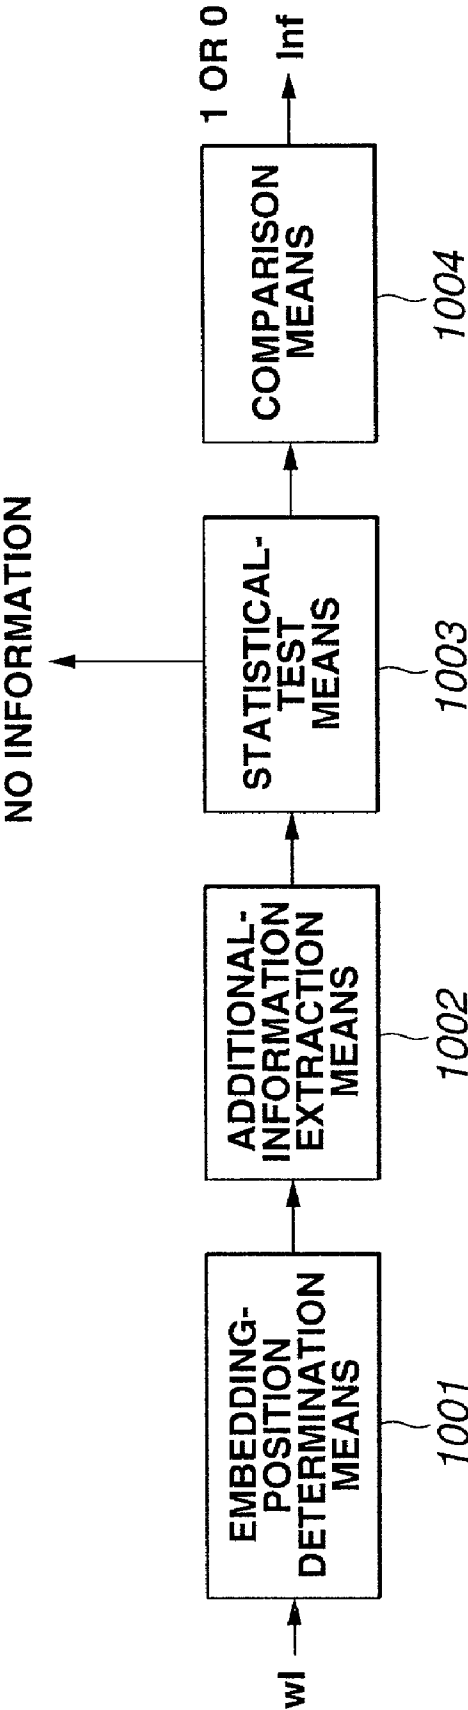 NO INFORMATION
1 OR 0
wI
EMBEDDING-
POSITION
DETERMINATION
MEANS
ADDITIONAL-
INFORMATION
EXTRACTION
MEANS
STATISTICAL-
TEST
MEANS
COMPARISON
MEANS
Inf
1001
1002
1003
1004